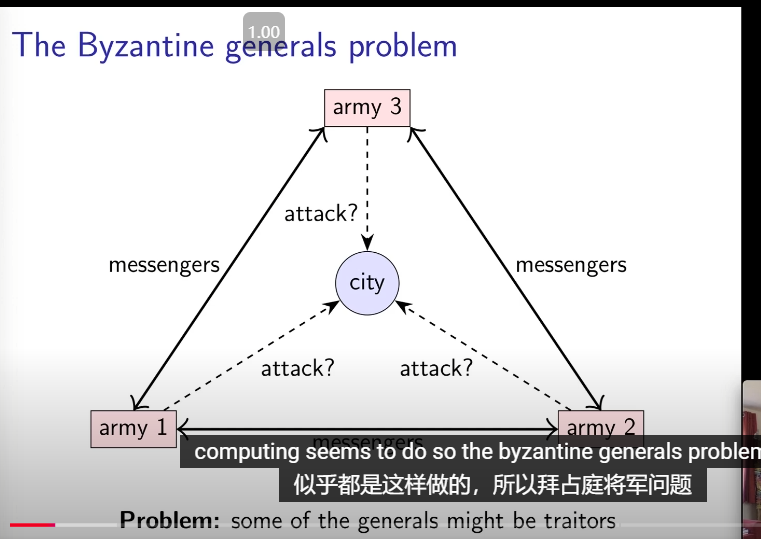 1.00
The Byzantine generals problem
army 3
attack?
messengers
messengers
city
attack?
attack?
army 1
army 2
messengers
computing seems to do so the byzantine generals problem
似乎都是这样做的，所以拜占庭将军问题
Problem: some of the generals might be traitors